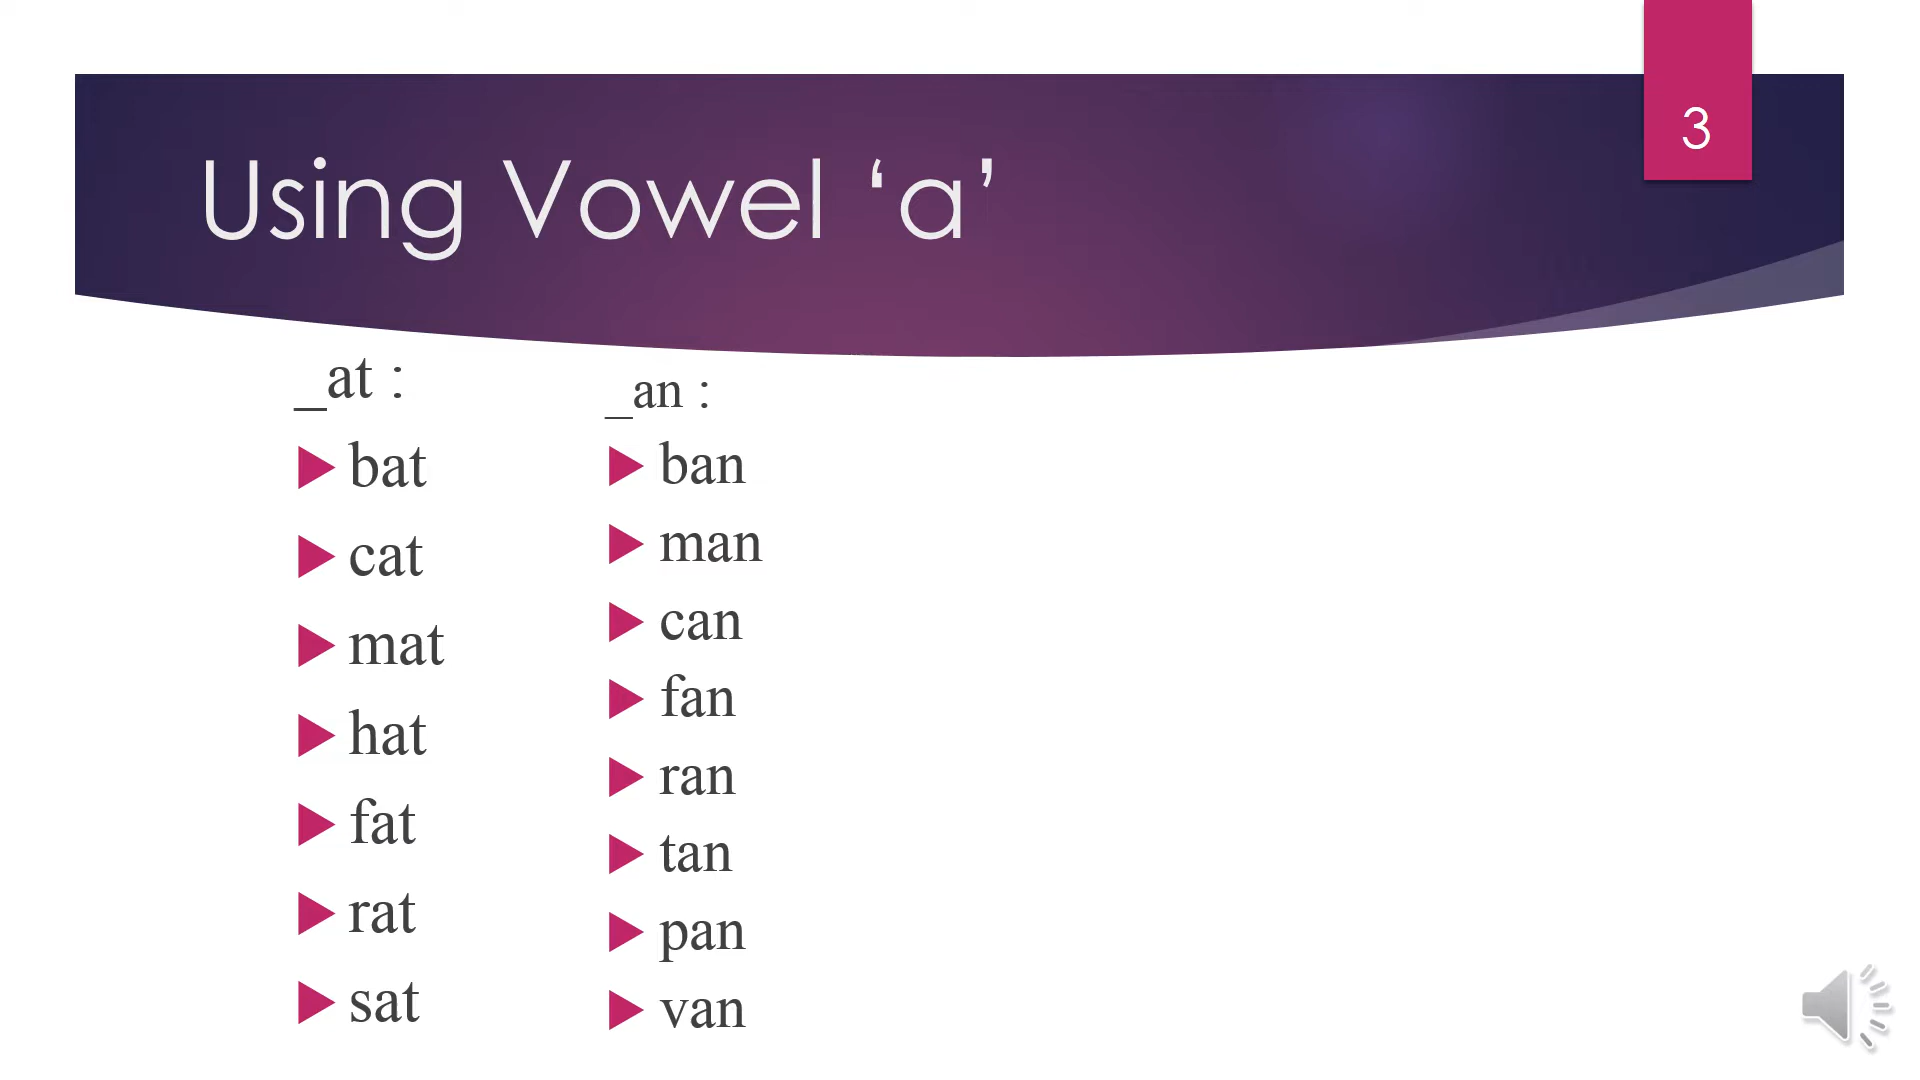 3
Using Vowel ‘a’
_at :
bat
cat
mat
hat
fat
rat
sat
_an :
ban
man
can
fan
ran
tan
pan
van